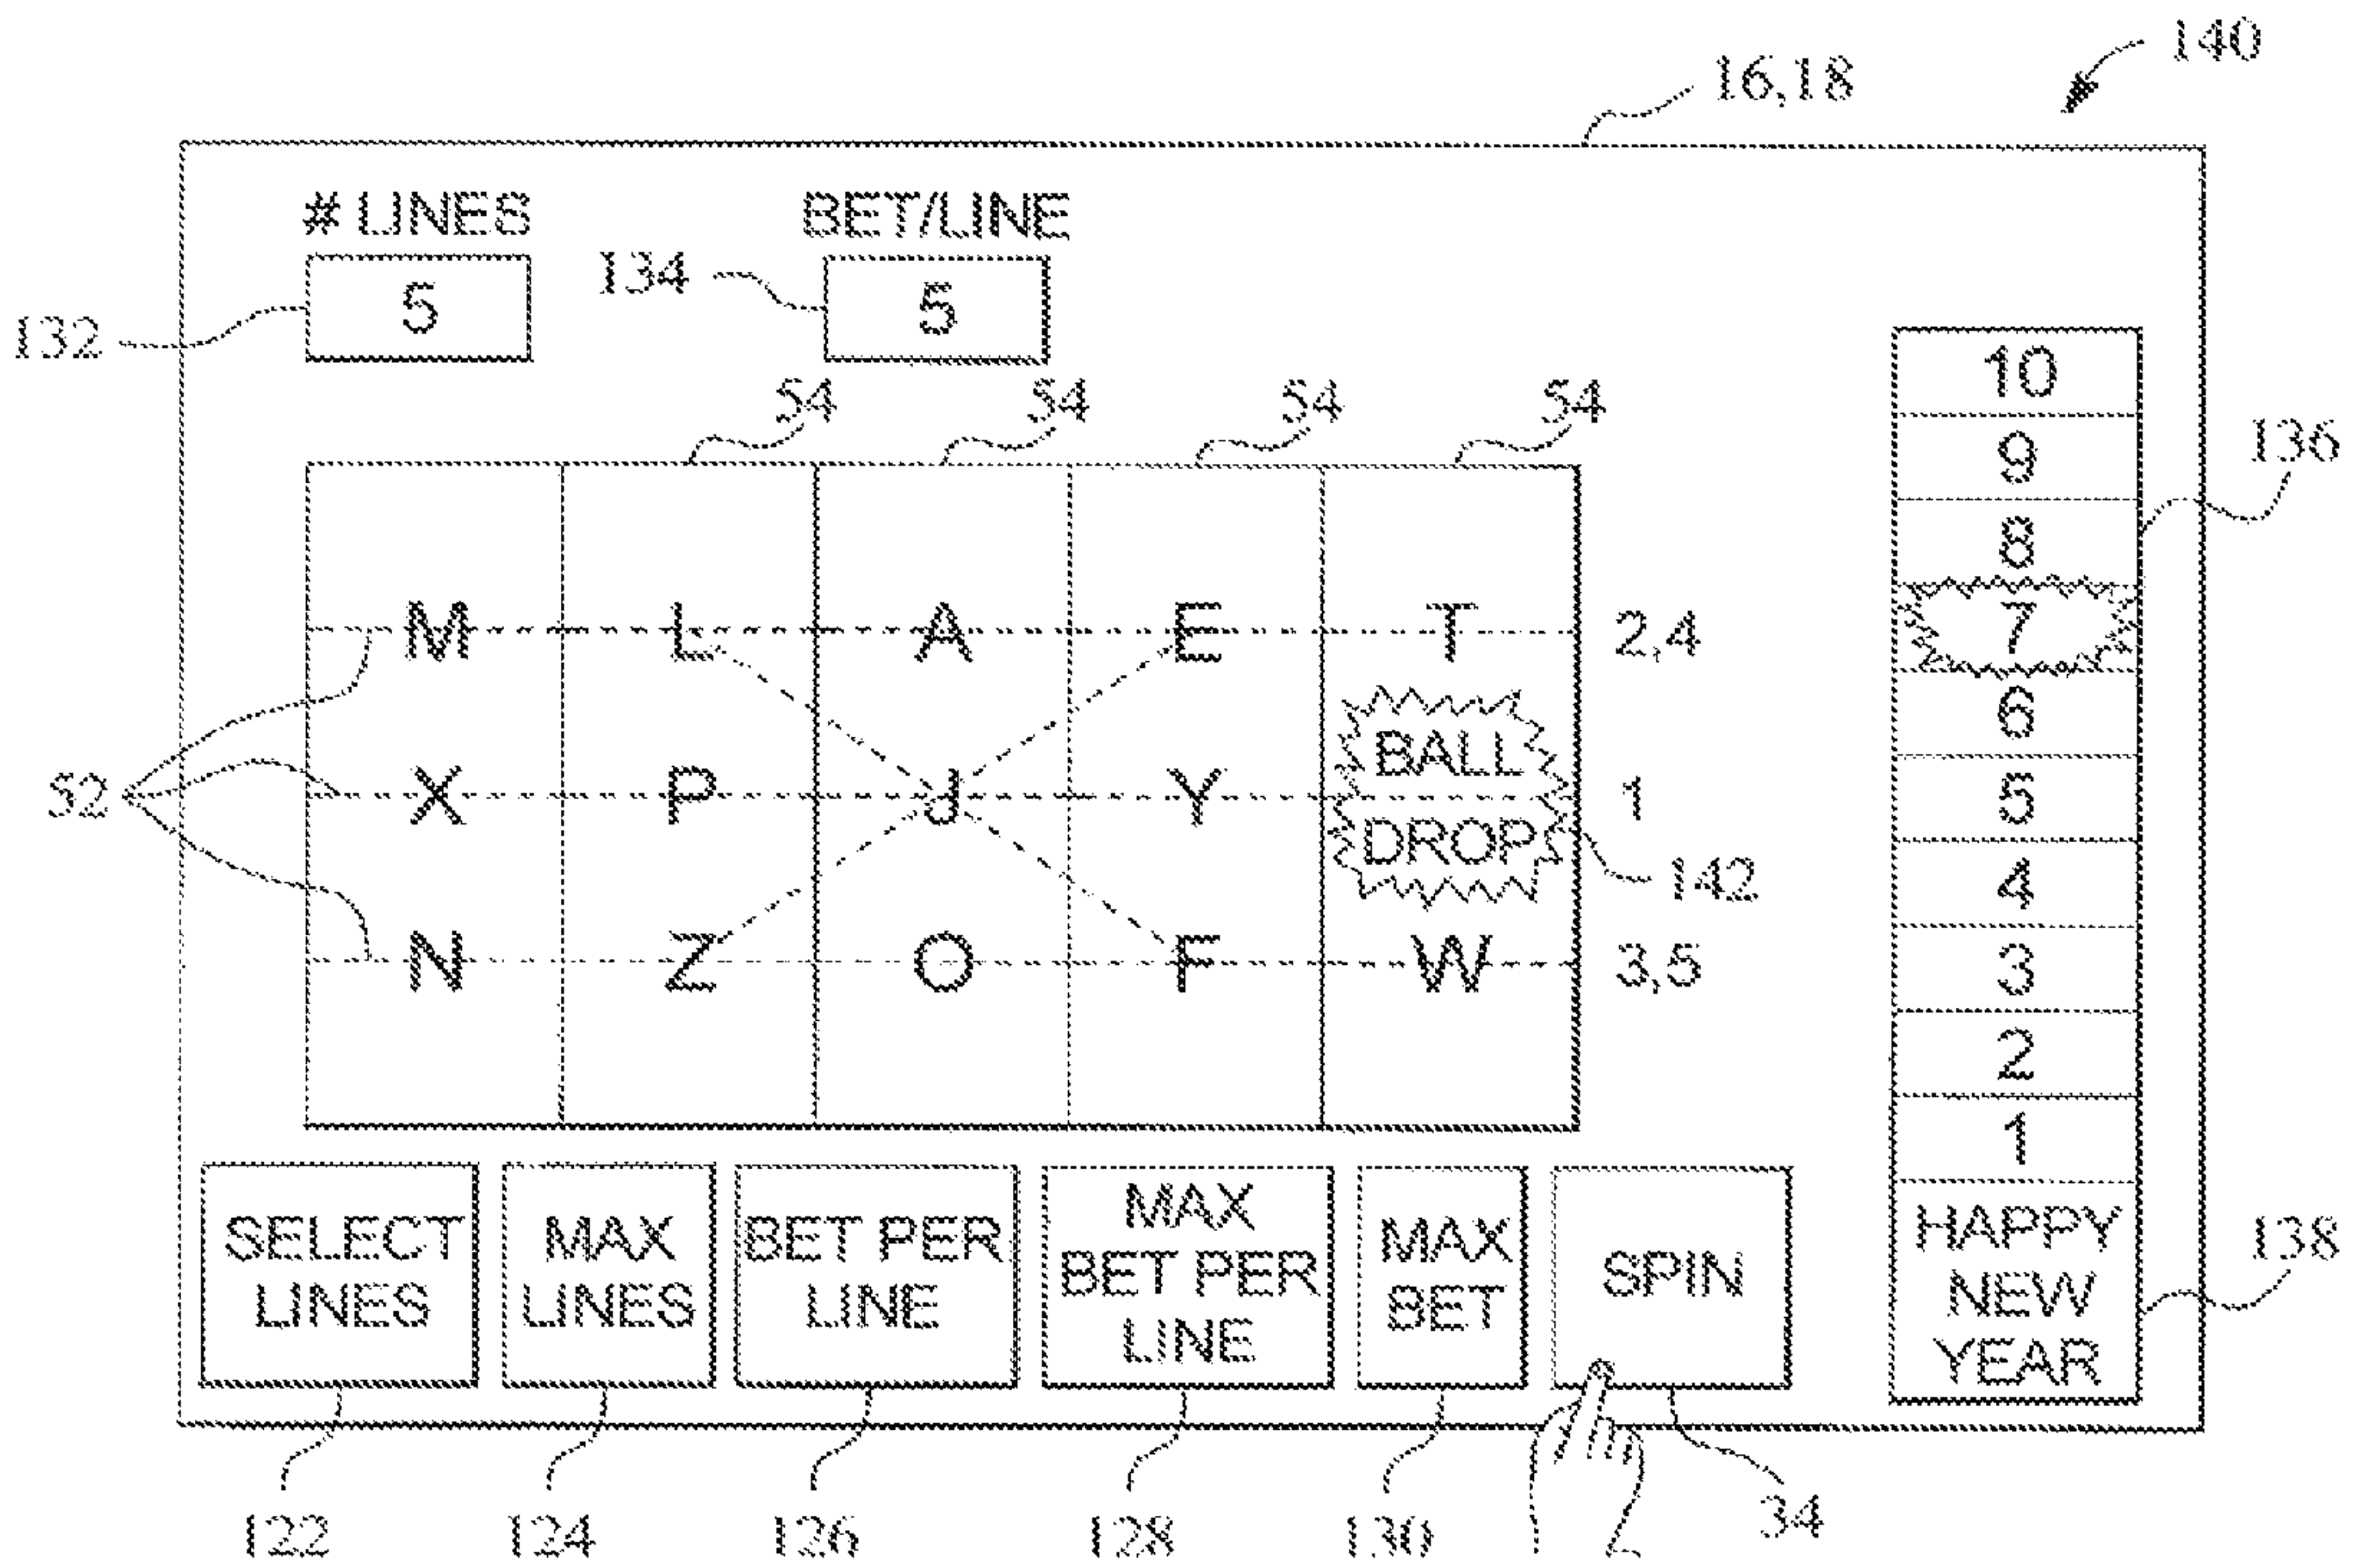 140
16,18
# LINES
BET/LINE
134
5
5
132
54
54
54
54
10
9
136
8
7
6
5
4
3
2
1
M L A E T 2,4
52
X P J Y BALL DROP 1
142
N Z O F W 3,5
SELECT
LINES
MAX
LINES
BET PER
LINE
MAX
BET PER
LINE
MAX
BET
SPIN
HAPPY
NEW
YEAR
138
122
124
126
128
130
34